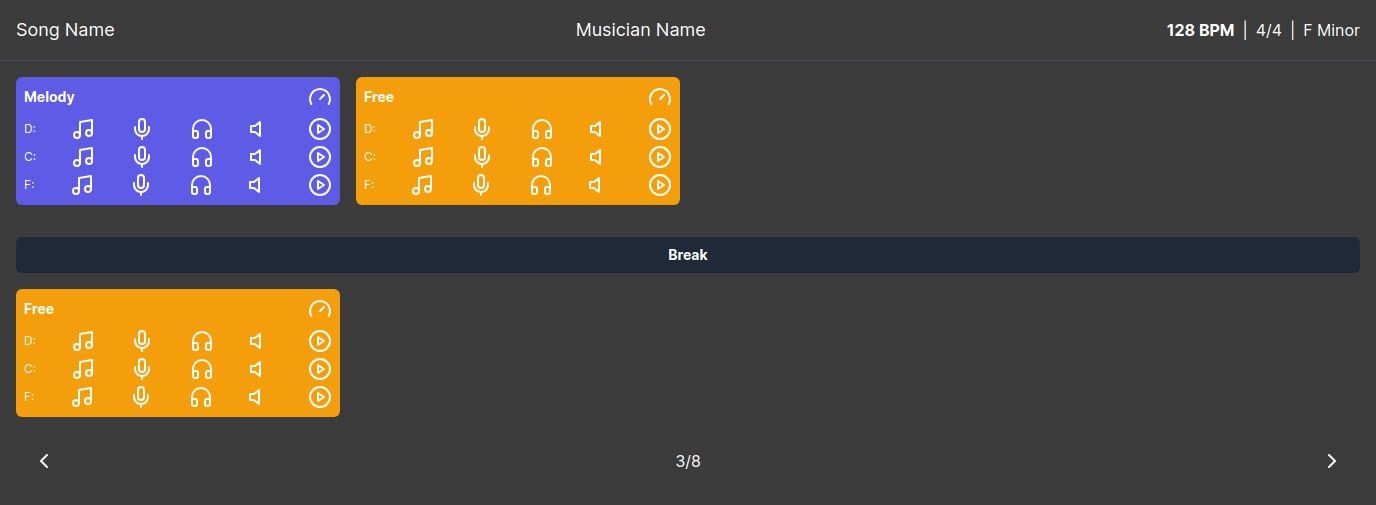 Song Name
Musician Name
128 BPM | 4/4 | F Minor
Melody
D:
C:
F:
Free
D:
C:
F:
Break
Free
D:
C:
F:
3/8